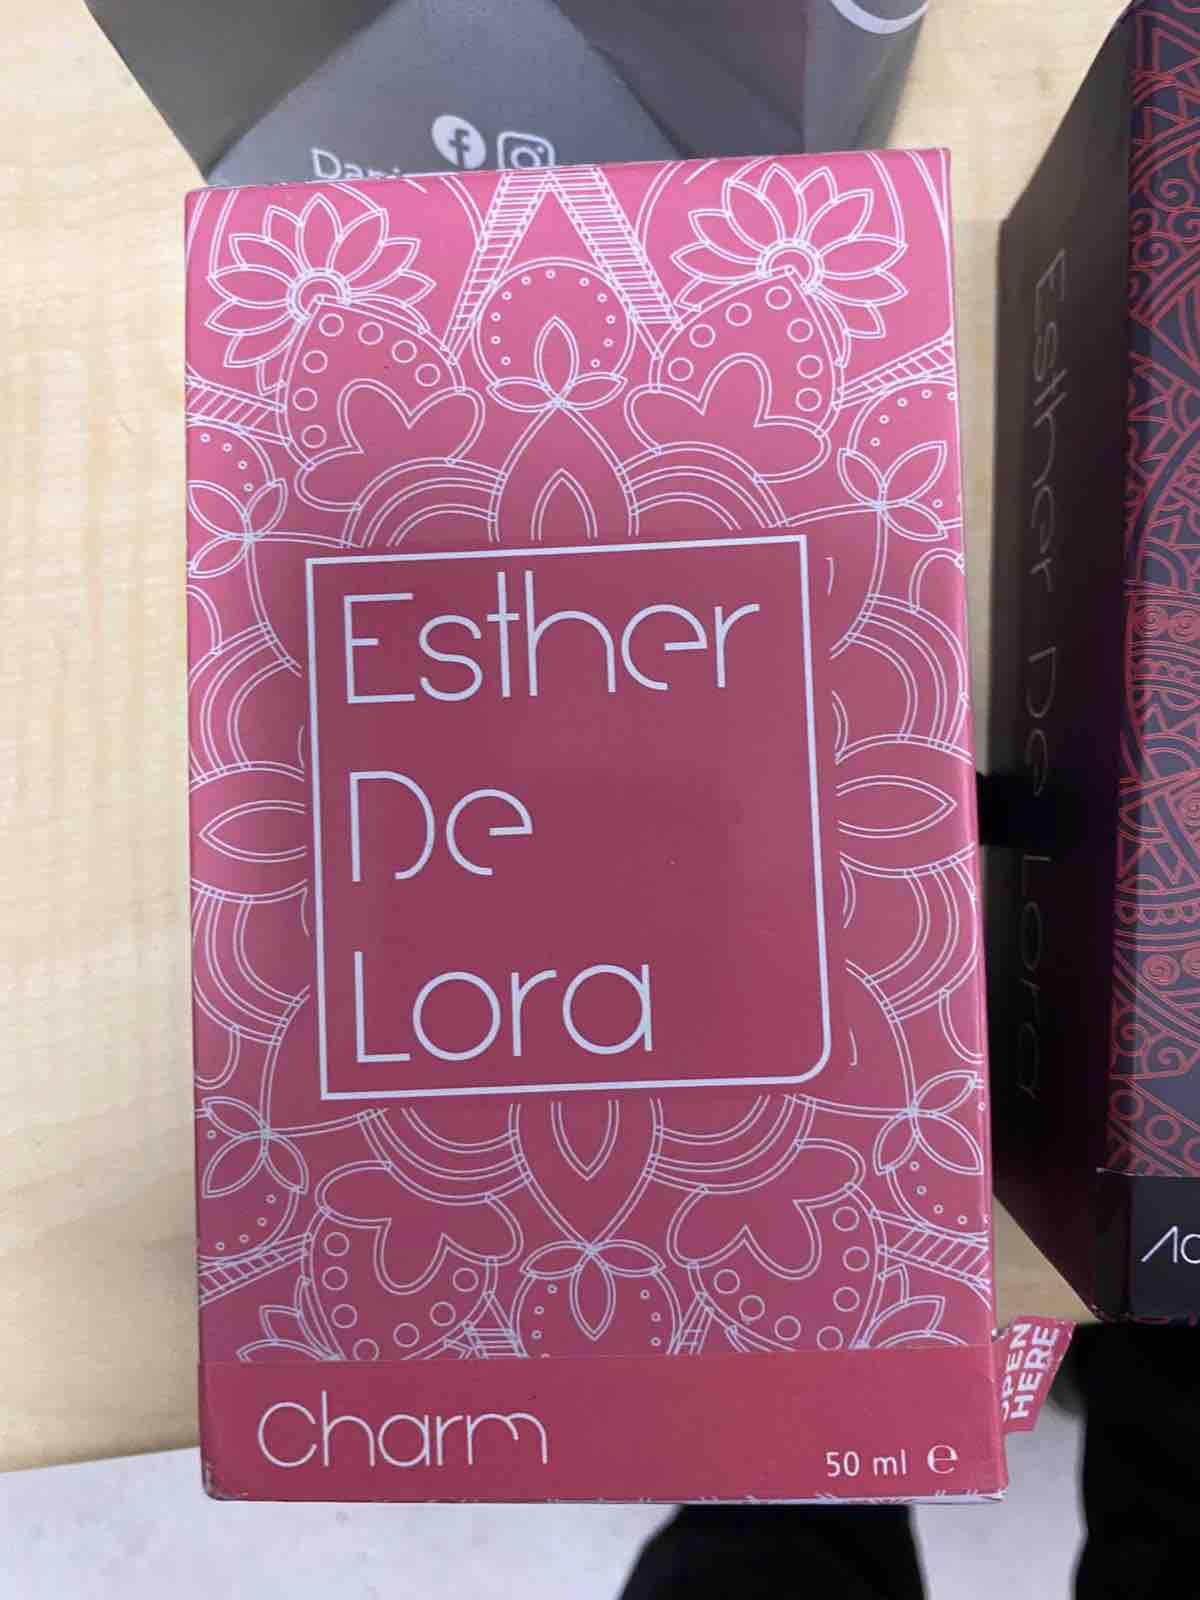 Esther
De
Lora
charm
50 ml ℮
Esther De Lora
OPEN
HERE